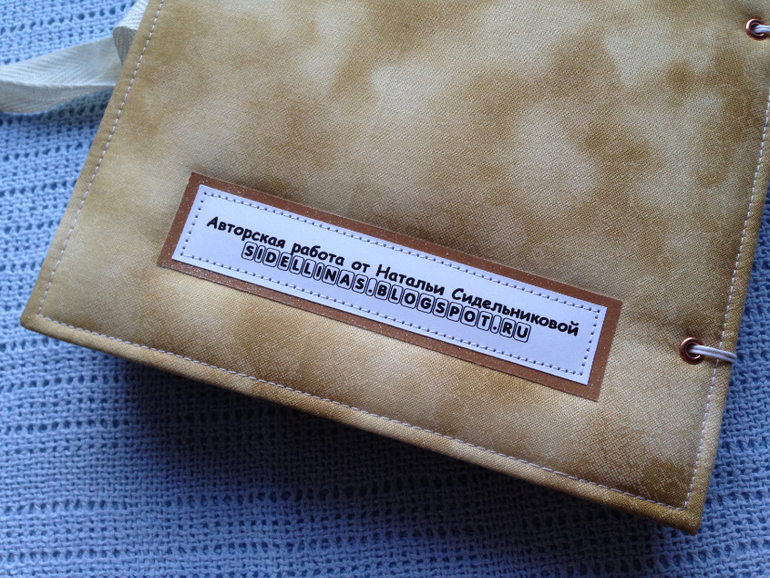 Авторская работа от Натальи Сидельниковой
SIDELLINAS.BLOGSPOT.RU